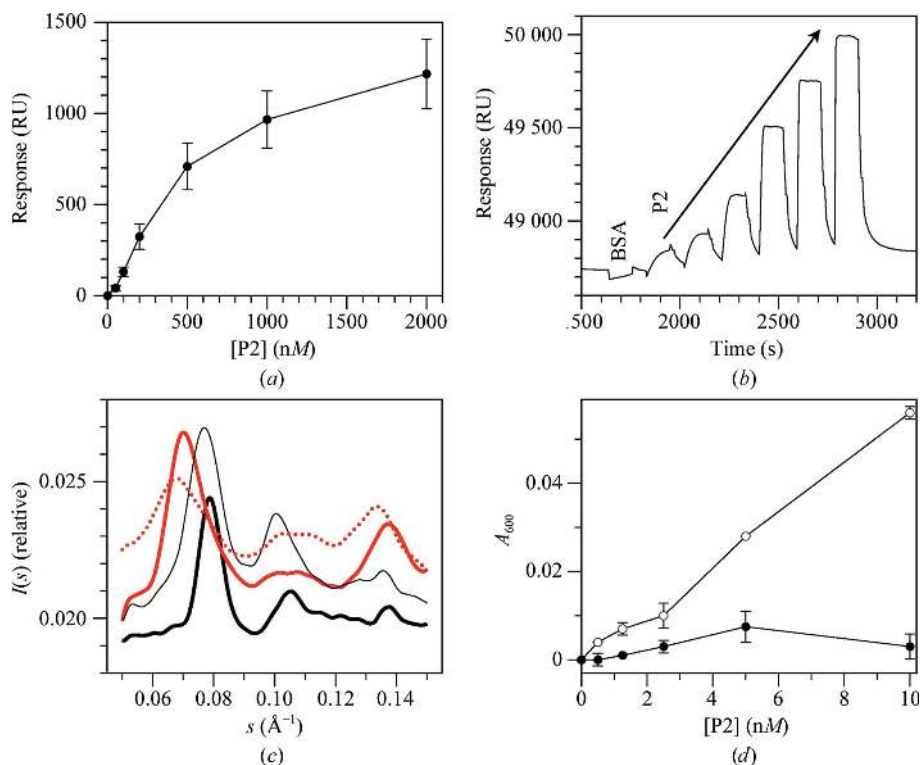 1500
1000
500
0
Response (RU)
0 500 1000 1500 2000
[P2] (nM)
(a)
50 000
49 500
49 000
Response (RU)
BSA
P2
500 2000 2500 3000
Time (s)
(b)
0.025
0.020
I(s) (relative)
0.06 0.08 0.10 0.12 0.14
s (Å⁻¹)
(c)
0.04
0.02
0
A₆₀₀
0 2 4 6 8 10
[P2] (nM)
(d)